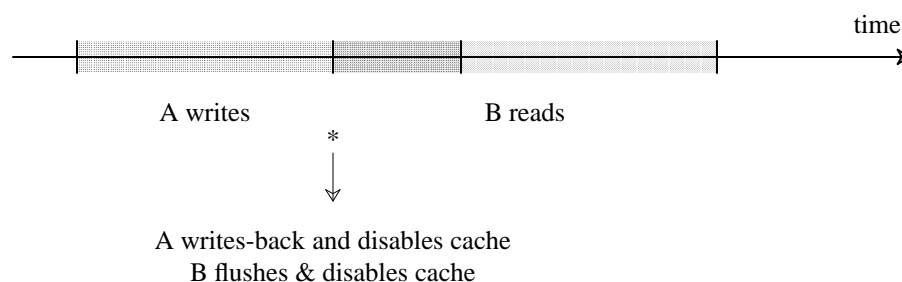 time
A writes
B reads
*
A writes-back and disables cache
B flushes & disables cache